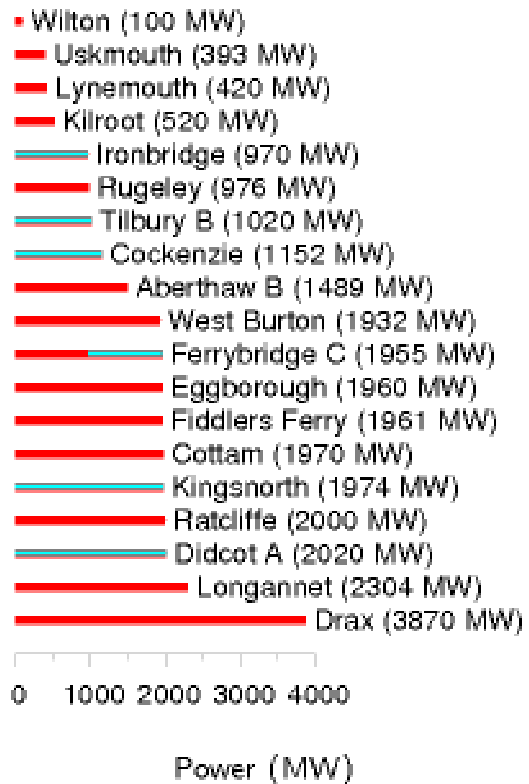 Wilton (100 MW)
Uskmouth (393 MW)
Lynemouth (420 MW)
Kilroot (520 MW)
Ironbridge (970 MW)
Rugeley (976 MW)
Tilbury B (1020 MW)
Cockenzie (1152 MW)
Aberthaw B (1489 MW)
West Burton (1932 MW)
Ferrybridge C (1955 MW)
Eggborough (1960 MW)
Fiddlers Ferry (1961 MW)
Cottam (1970 MW)
Kingsnorth (1974 MW)
Ratcliffe (2000 MW)
Didcot A (2020 MW)
Longannet (2304 MW)
Drax (3870 MW)
0 1000 2000 3000 4000
Power (MW)